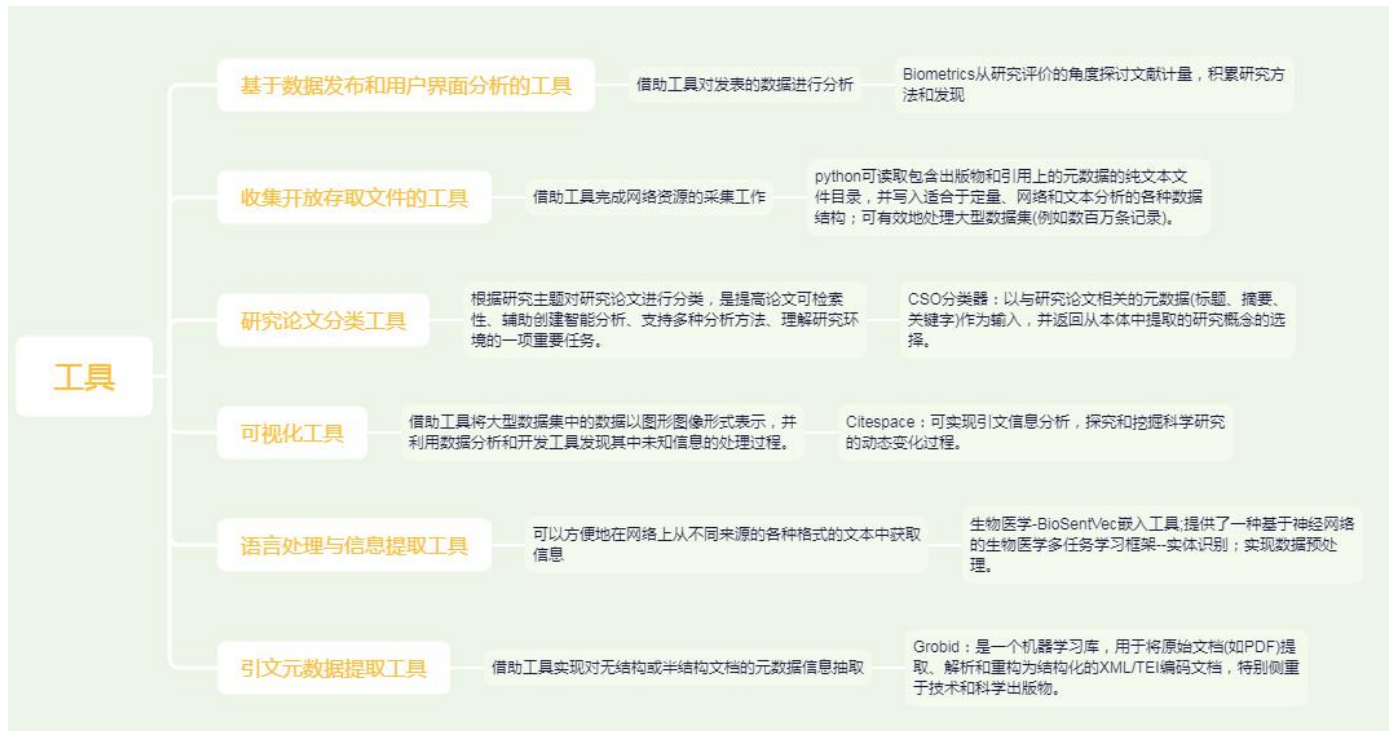 工具
基于数据发布和用户界面分析的工具
借助工具对发表的数据进行分析
Biometrics从研究评价的角度探讨文献计量，积累研究方
法和发现
收集开放存取文件的工具
借助工具完成网络资源的采集工作
python可读取包含出版物和引用上的元数据的纯文本文
件目录，并写入适合于定量、网络和文本分析的各种数据
结构；可有效地处理大型数据集(例如数百万条记录)。
研究论文分类工具
根据研究主题对研究论文进行分类，是提高论文可检索
性、辅助创建智能分析、支持多种分析方法、理解研究环
境的一项重要任务。
CSO分类器：以与研究论文相关的元数据(标题、摘要、
关键字)作为输入，并返回从本体中提取的研究概念的选
择。
可视化工具
借助工具将大型数据集中的数据以图形图像形式表示，并
利用数据分析和开发工具发现其中未知信息的处理过程。
Citespace：可实现引文信息分析，探究和挖掘科学研究
的动态变化过程。
语言处理与信息提取工具
可以方便地在网络上从不同来源的各种格式的文本中获取
信息
生物医学-BioSentVec嵌入工具;提供了一种基于神经网络
的生物医学多任务学习框架--实体识别；实现数据预处
理。
引文元数据提取工具
借助工具实现对无结构或半结构文档的元数据信息抽取
Grobid：是一个机器学习库，用于将原始文档(如PDF)提
取、解析和重构为结构化的XML/TEI编码文档，特别侧重
于技术和科学出版物。